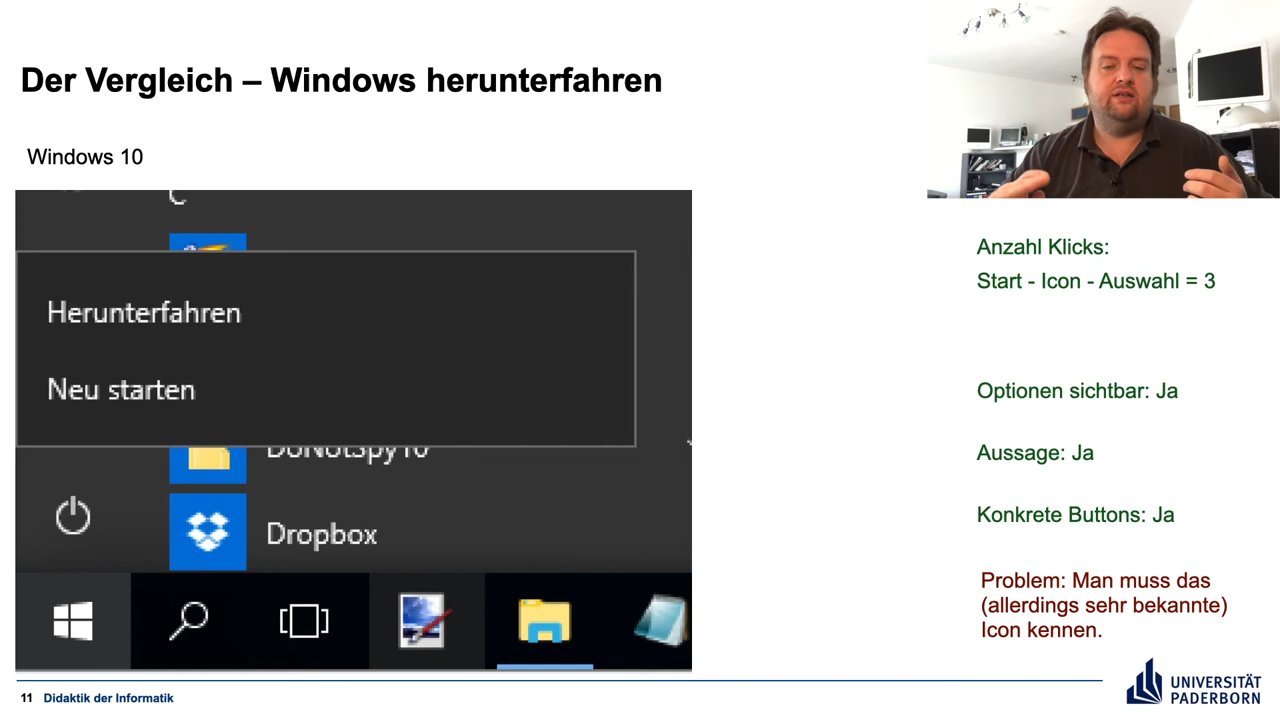 Der Vergleich – Windows herunterfahren
Windows 10
Herunterfahren
Neu starten
DoNotSpy10
Dropbox
Anzahl Klicks:
Start - Icon - Auswahl = 3
Optionen sichtbar: Ja
Aussage: Ja
Konkrete Buttons: Ja
Problem: Man muss das
(allerdings sehr bekannte)
Icon kennen.
11 Didaktik der Informatik
UNIVERSITÄT
PADERBORN